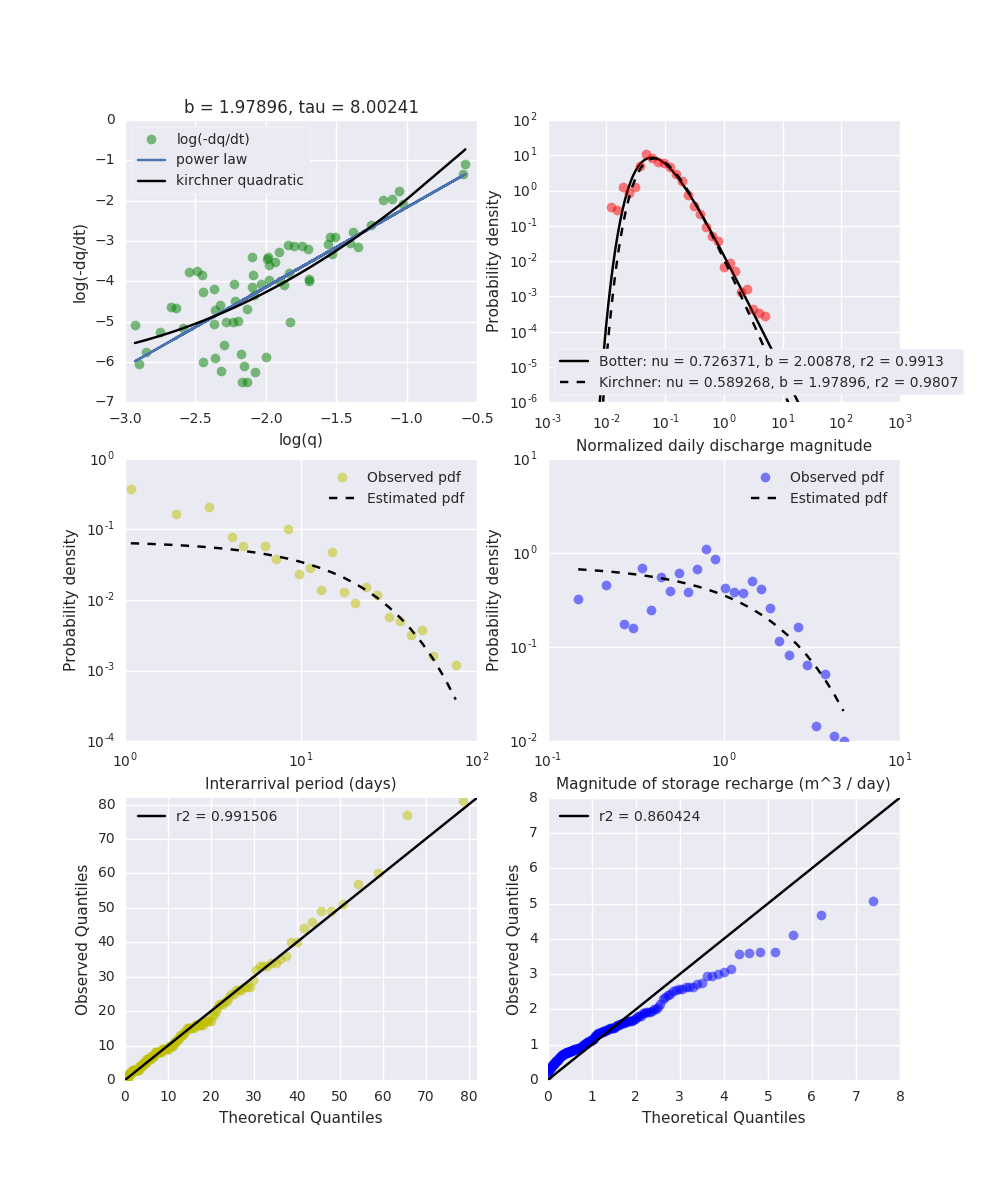 b = 1.97896, tau = 8.00241
0
−1
−2
−3
−4
−5
−6
−7
log(-dq/dt)
log(-dq/dt)
power law
kirchner quadratic
−3.0 −2.5 −2.0 −1.5 −1.0 −0.5
log(q)
10^2
10^1
10^0
10^-1
10^-2
10^-3
10^-4
10^-5
10^-6
Probability density
Botter: nu = 0.726371, b = 2.00878, r2 = 0.9913
Kirchner: nu = 0.589268, b = 1.97896, r2 = 0.9807
10^-3 10^-2 10^-1 10^0 10^1 10^2 10^3
Normalized daily discharge magnitude
10^0
10^-1
10^-2
10^-3
10^-4
Probability density
Observed pdf
Estimated pdf
10^0 10^1 10^2
Interarrival period (days)
10^1
10^0
10^-1
10^-2
Probability density
Observed pdf
Estimated pdf
10^-1 10^0 10^1
Magnitude of storage recharge (m^3 / day)
80
70
60
50
40
30
20
10
0
Observed Quantiles
r2 = 0.991506
0 10 20 30 40 50 60 70 80
Theoretical Quantiles
8
7
6
5
4
3
2
1
0
Observed Quantiles
r2 = 0.860424
0 1 2 3 4 5 6 7 8
Theoretical Quantiles